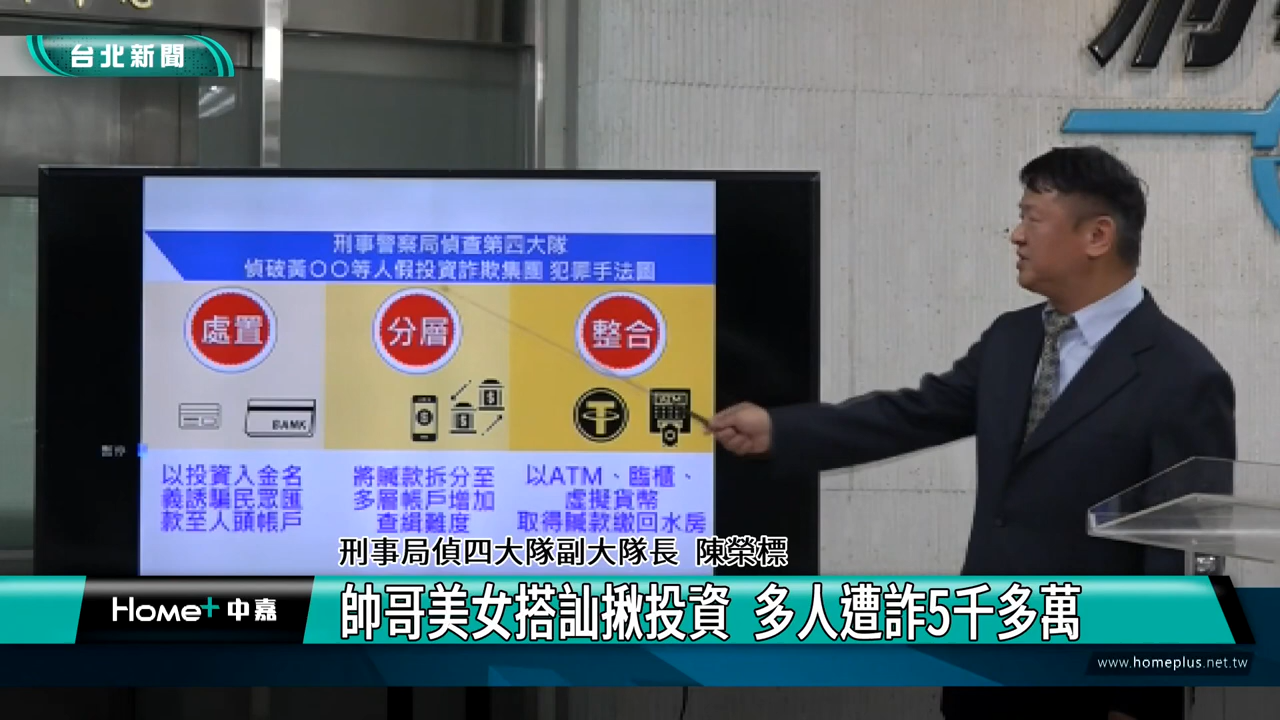 台北新聞
刑事警察局偵查第四大隊
偵破黃〇〇等人假投資詐欺集團 犯罪手法圖
處置
分層
整合
BANK
ATM
暫停
以投資入金名
義誘騙民眾匯
款至人頭帳戶
將贓款拆分至
多層帳戶增加
查緝難度
以ATM、臨櫃、
虛擬貨幣
取得贓款繳回水房
刑事局偵四大隊副大隊長 陳榮標
Home+中嘉
帥哥美女搭訕揪投資 多人遭詐5千多萬
www.homeplus.net.tw